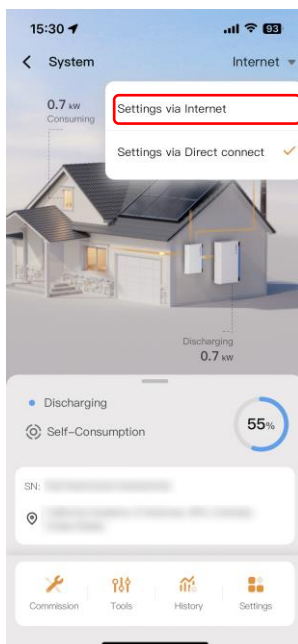 15:30
93
System
Internet
0.7 kW
Consuming
Settings via Internet
Settings via Direct connect
Discharging
0.7 kW
Discharging
Self-Consumption
55%
SN:
Commission
Tools
History
Settings